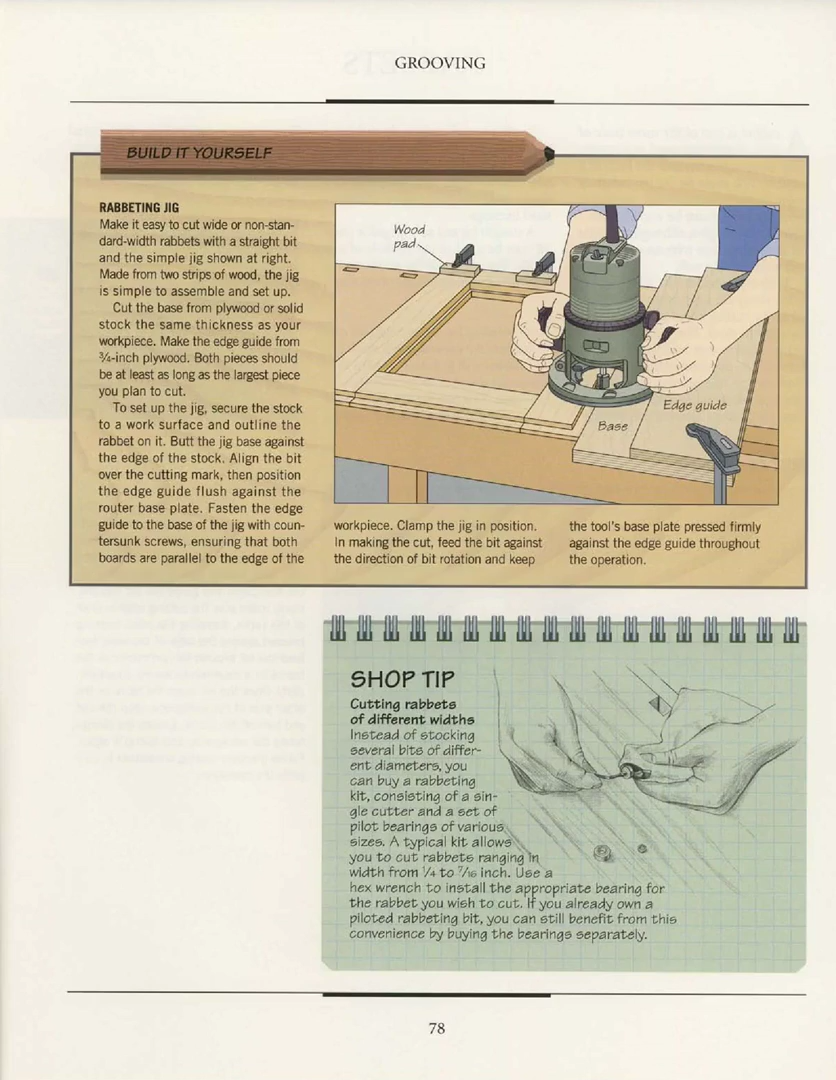 GROOVING
BUILD IT YOURSELF
RABBETING JIG
Make it easy to cut wide or non-stan-
dard-width rabbets with a straight bit
and the simple jig shown at right.
Made from two strips of wood, the jig
is simple to assemble and set up.
Cut the base from plywood or solid
stock the same thickness as your
workpiece. Make the edge guide from
¾-inch plywood. Both pieces should
be at least as long as the largest piece
you plan to cut.
To set up the jig, secure the stock
to a work surface and outline the
rabbet on it. Butt the jig base against
the edge of the stock. Align the bit
over the cutting mark, then position
the edge guide flush against the
router base plate. Fasten the edge
guide to the base of the jig with coun-
tersunk screws, ensuring that both
boards are parallel to the edge of the
Wood
pad
Edge guide
Base
workpiece. Clamp the jig in position.
In making the cut, feed the bit against
the direction of bit rotation and keep
the tool's base plate pressed firmly
against the edge guide throughout
the operation.
SHOP TIP
Cutting rabbets
of different widths
Instead of stocking
several bits of differ-
ent diameters, you
can buy a rabbeting
kit, consisting of a sin-
gle cutter and a set of
pilot bearings of various
sizes. A typical kit allows
you to cut rabbets ranging in
width from ¼ to 7/16 inch. Use a
hex wrench to install the appropriate bearing for
the rabbet you wish to cut. If you already own a
piloted rabbeting bit, you can still benefit from this
convenience by buying the bearings separately.
78